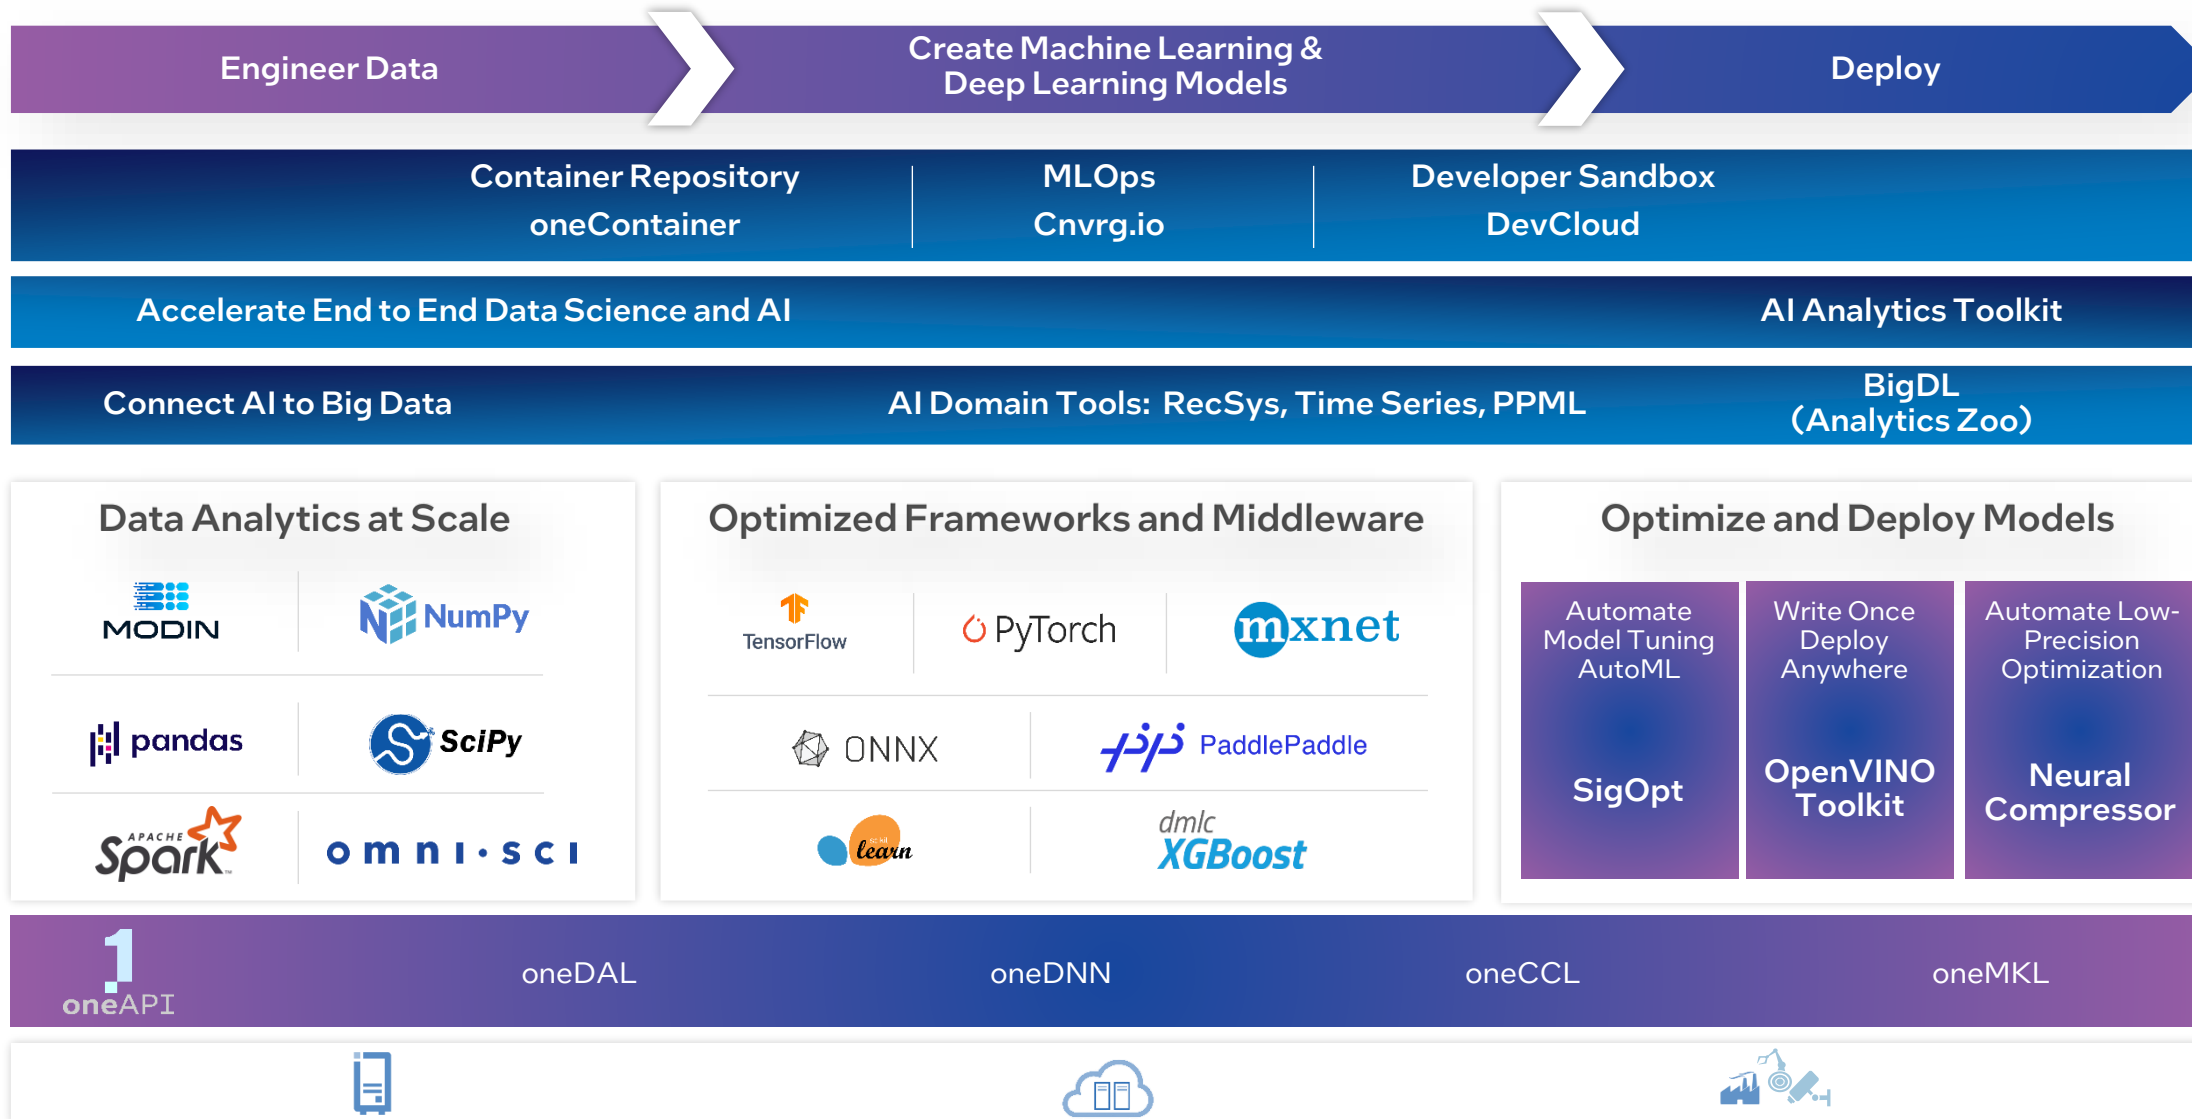 Engineer Data
Create Machine Learning &
Deep Learning Models
Deploy
Container Repository
oneContainer
MLOps
Cnvrg.io
Developer Sandbox
DevCloud
Accelerate End to End Data Science and AI
AI Analytics Toolkit
Connect AI to Big Data
AI Domain Tools: RecSys, Time Series, PPML
BigDL
(Analytics Zoo)
Data Analytics at Scale
MODIN
NumPy
pandas
SciPy
APACHE
Spark™
omni·sci
Optimized Frameworks and Middleware
TensorFlow
PyTorch
mxnet
ONNX
PaddlePaddle
scikit
learn
dmlc
XGBoost
Optimize and Deploy Models
Automate
Model Tuning
AutoML
SigOpt
Write Once
Deploy
Anywhere
OpenVINO
Toolkit
Automate Low-
Precision
Optimization
Neural
Compressor
1
oneAPI
oneDAL
oneDNN
oneCCL
oneMKL